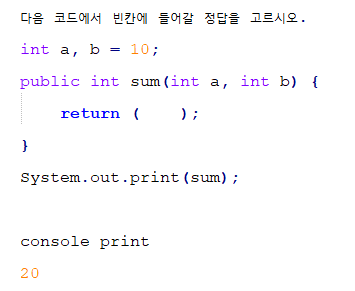 다음 코드에서 빈칸에 들어갈 정답을 고르시오.
int a, b = 10;
public int sum(int a, int b) {
    return (    );
}
System.out.print(sum);
console print
20